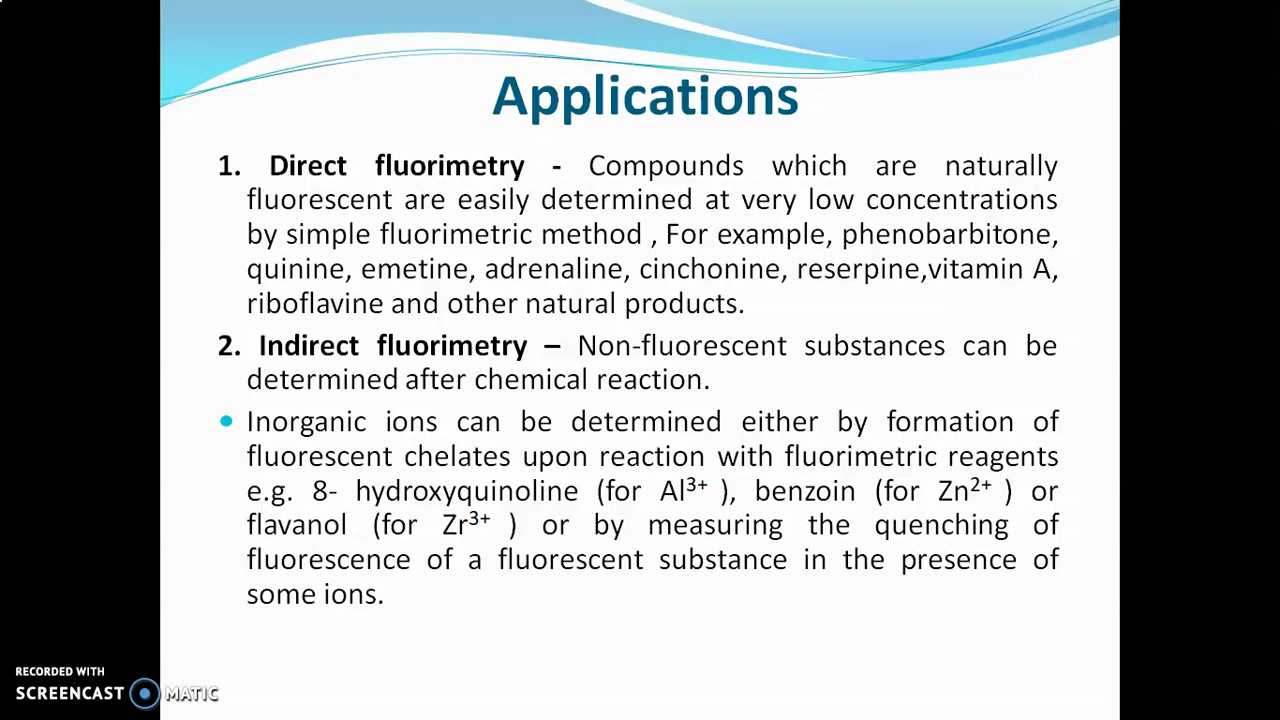 Applications
1. Direct fluorimetry - Compounds which are naturally
fluorescent are easily determined at very low concentrations
by simple fluorimetric method , For example, phenobarbitone,
quinine, emetine, adrenaline, cinchonine, reserpine,vitamin A,
riboflavine and other natural products.
2. Indirect fluorimetry – Non-fluorescent substances can be
determined after chemical reaction.
• Inorganic ions can be determined either by formation of
fluorescent chelates upon reaction with fluorimetric reagents
e.g. 8- hydroxyquinoline (for Al³⁺ ), benzoin (for Zn²⁺ ) or
flavanol (for Zr³⁺ ) or by measuring the quenching of
fluorescence of a fluorescent substance in the presence of
some ions.
RECORDED WITH
SCREENCAST MATIC